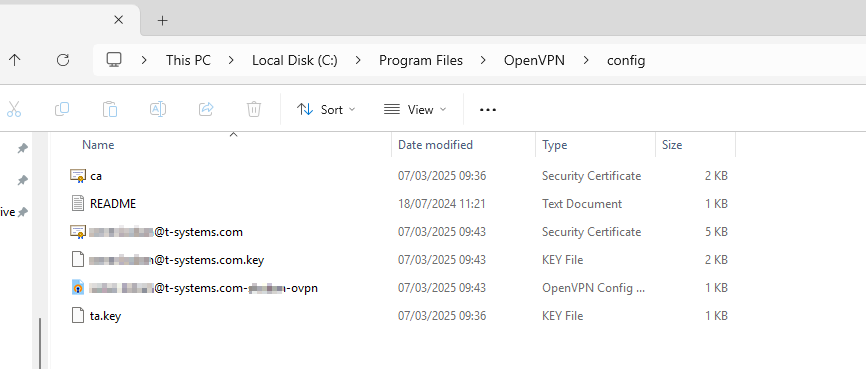 This PC > Local Disk (C:) > Program Files > OpenVPN > config
Sort View
Name Date modified Type Size
ca 07/03/2025 09:36 Security Certificate 2 KB
README 18/07/2024 11:21 Text Document 1 KB
@t-systems.com 07/03/2025 09:43 Security Certificate 5 KB
@t-systems.com.key 07/03/2025 09:43 KEY File 2 KB
@t-systems.com- -ovpn 07/03/2025 09:43 OpenVPN Config ... 1 KB
ta.key 07/03/2025 09:36 KEY File 1 KB
ive